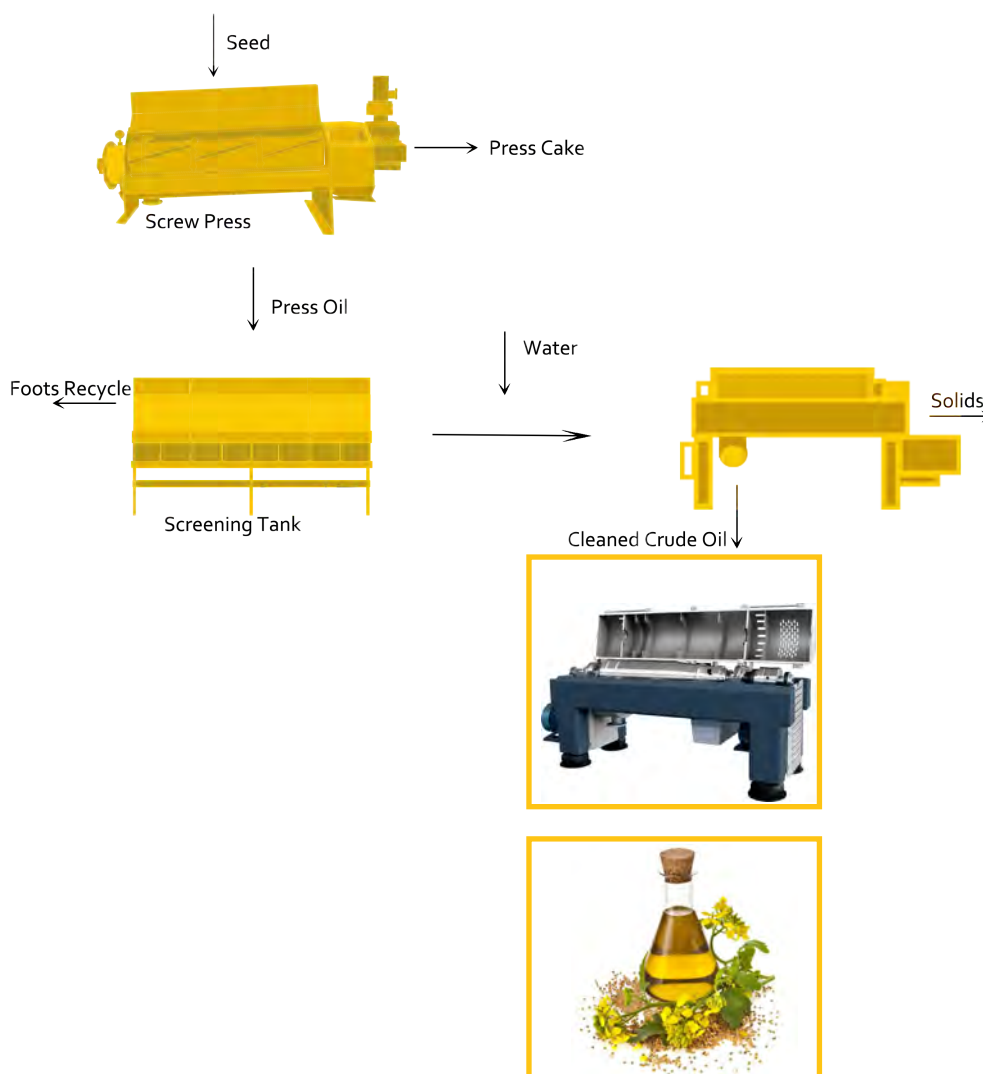 Seed
Press Cake
Screw Press
Press Oil
Water
Foots Recycle
Solids
Screening Tank
Cleaned Crude Oil